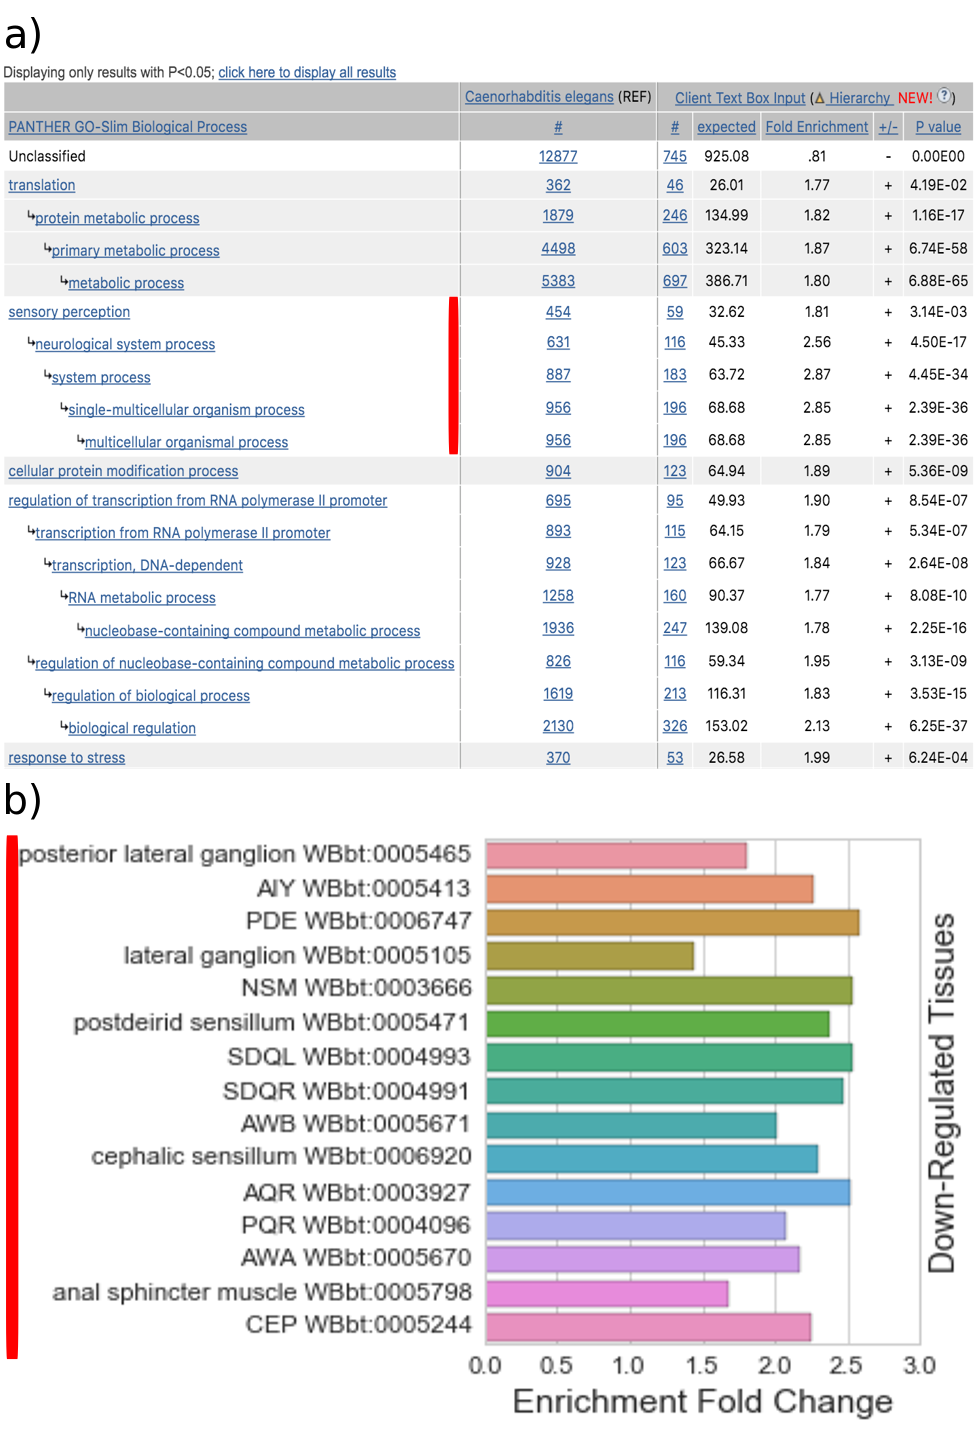 a)
Displaying only results with P<0.05; click here to display all results
Caenorhabditis elegans (REF) Client Text Box Input (Δ Hierarchy NEW! ?)
PANTHER GO-Slim Biological Process # # expected Fold Enrichment +/- P value
Unclassified 12877 745 925.08 .81 - 0.00E00
translation 362 46 26.01 1.77 + 4.19E-02
↳protein metabolic process 1879 246 134.99 1.82 + 1.16E-17
↳primary metabolic process 4498 603 323.14 1.87 + 6.74E-58
↳metabolic process 5383 697 386.71 1.80 + 6.88E-65
sensory perception 454 59 32.62 1.81 + 3.14E-03
↳neurological system process 631 116 45.33 2.56 + 4.50E-17
↳system process 887 183 63.72 2.87 + 4.45E-34
↳single-multicellular organism process 956 196 68.68 2.85 + 2.39E-36
↳multicellular organismal process 956 196 68.68 2.85 + 2.39E-36
cellular protein modification process 904 123 64.94 1.89 + 5.36E-09
regulation of transcription from RNA polymerase II promoter 695 95 49.93 1.90 + 8.54E-07
↳transcription from RNA polymerase II promoter 893 115 64.15 1.79 + 5.34E-07
↳transcription, DNA-dependent 928 123 66.67 1.84 + 2.64E-08
↳RNA metabolic process 1258 160 90.37 1.77 + 8.08E-10
↳nucleobase-containing compound metabolic process 1936 247 139.08 1.78 + 2.25E-16
↳regulation of nucleobase-containing compound metabolic process 826 116 59.34 1.95 + 3.13E-09
↳regulation of biological process 1619 213 116.31 1.83 + 3.53E-15
↳biological regulation 2130 326 153.02 2.13 + 6.25E-37
response to stress 370 53 26.58 1.99 + 6.24E-04
b)
posterior lateral ganglion WBbt:0005465
AIY WBbt:0005413
PDE WBbt:0006747
lateral ganglion WBbt:0005105
NSM WBbt:0003666
postdeirid sensillum WBbt:0005471
SDQL WBbt:0004993
SDQR WBbt:0004991
AWB WBbt:0005671
cephalic sensillum WBbt:0006920
AQR WBbt:0003927
PQR WBbt:0004096
AWA WBbt:0005670
anal sphincter muscle WBbt:0005798
CEP WBbt:0005244
Down-Regulated Tissues
0.0 0.5 1.0 1.5 2.0 2.5 3.0
Enrichment Fold Change